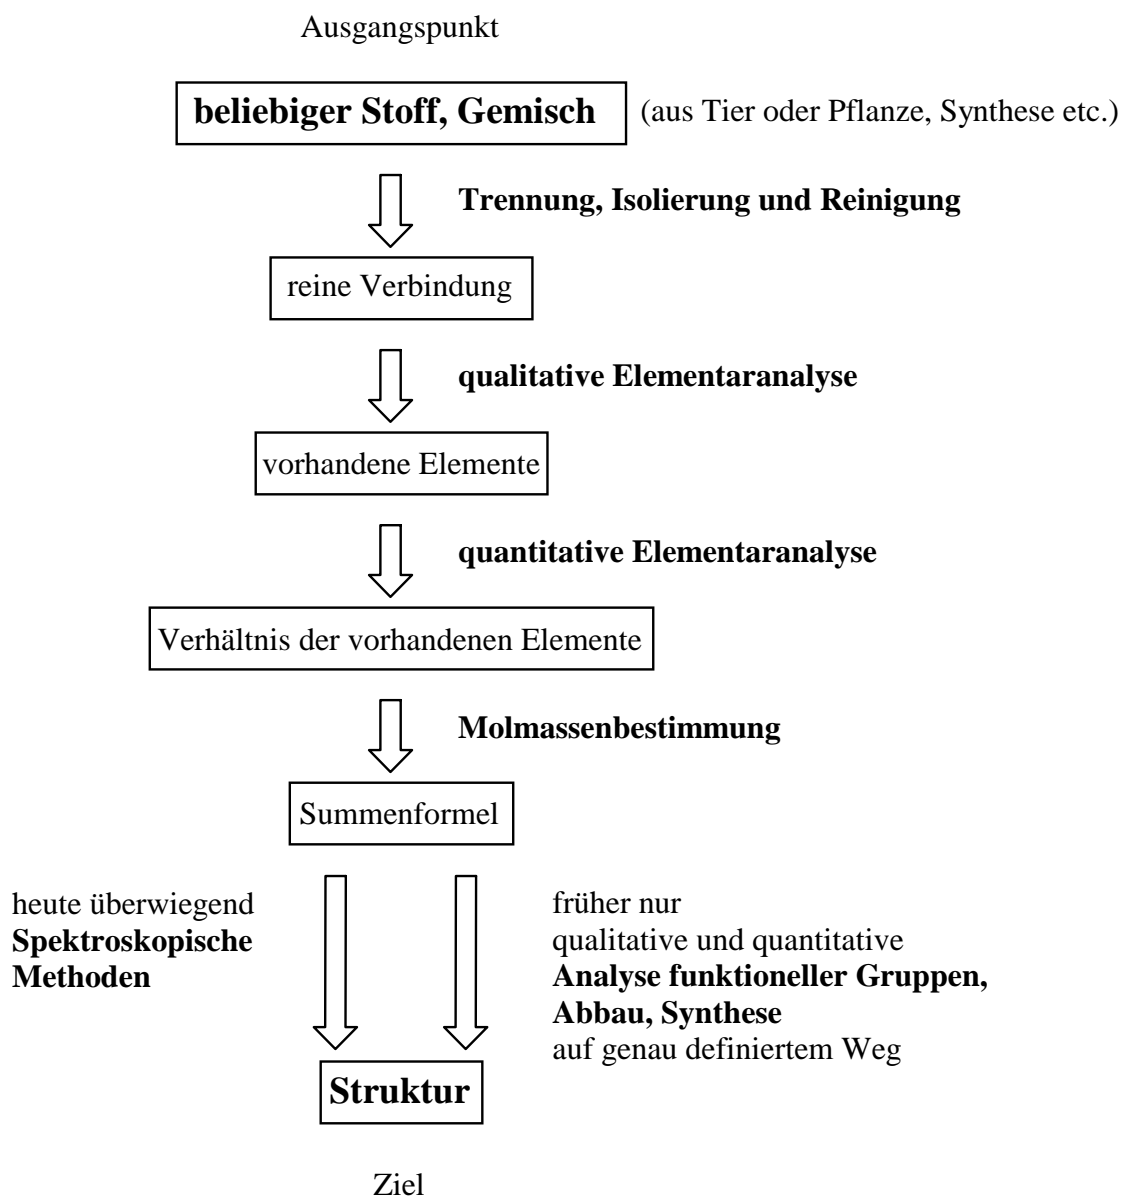 Ausgangspunkt
beliebiger Stoff, Gemisch (aus Tier oder Pflanze, Synthese etc.)
Trennung, Isolierung und Reinigung
reine Verbindung
qualitative Elementaranalyse
vorhandene Elemente
quantitative Elementaranalyse
Verhältnis der vorhandenen Elemente
Molmassenbestimmung
Summenformel
heute überwiegend
Spektroskopische
Methoden
früher nur
qualitative und quantitative
Analyse funktioneller Gruppen,
Abbau, Synthese
auf genau definiertem Weg
Struktur
Ziel